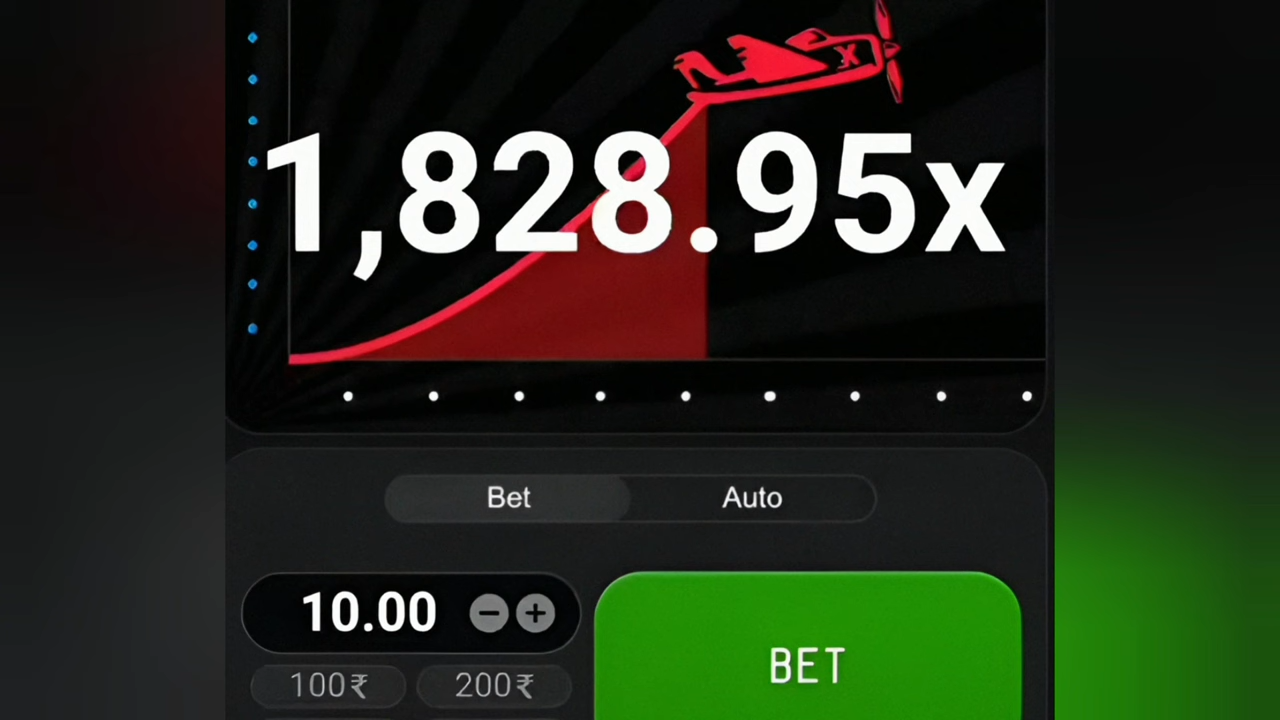 X
1,828.95x
Bet Auto
10.00 − +
BET
100₹ 200₹